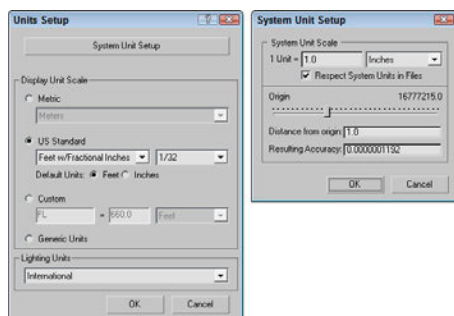 Units Setup
System Unit Setup
Display Unit Scale
Metric
Meters
US Standard
Feet w/Fractional Inches 1/32
Default Units: Feet Inches
Custom
FL = 660.0 Feet
Generic Units
Lighting Units
International
OK Cancel
System Unit Setup
System Unit Scale
1 Unit = 1.0 Inches
Respect System Units in Files
Origin 16777215.0
Distance from origin: 1.0
Resulting Accuracy: 0.0000001192
OK Cancel